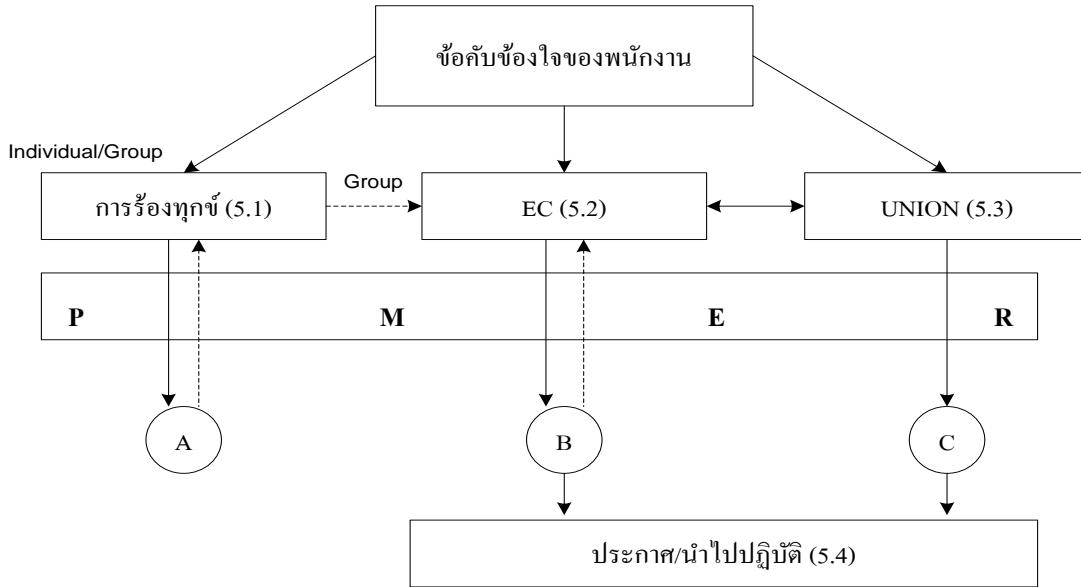 ข้อคับข้องใจของพนักงาน
Individual/Group
การร้องทุกข์ (5.1)
Group
EC (5.2)
UNION (5.3)
P M E R
A
B
C
ประกาศ/นำไปปฏิบัติ (5.4)